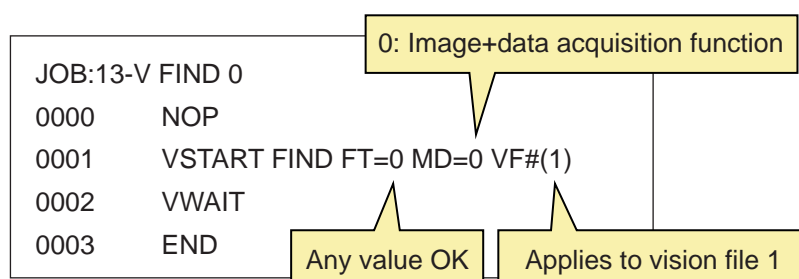 0: Image+data acquisition function
JOB:13-V FIND 0
0000 NOP
0001 VSTART FIND FT=0 MD=0 VF#(1)
0002 VWAIT
0003 END
Any value OK
Applies to vision file 1